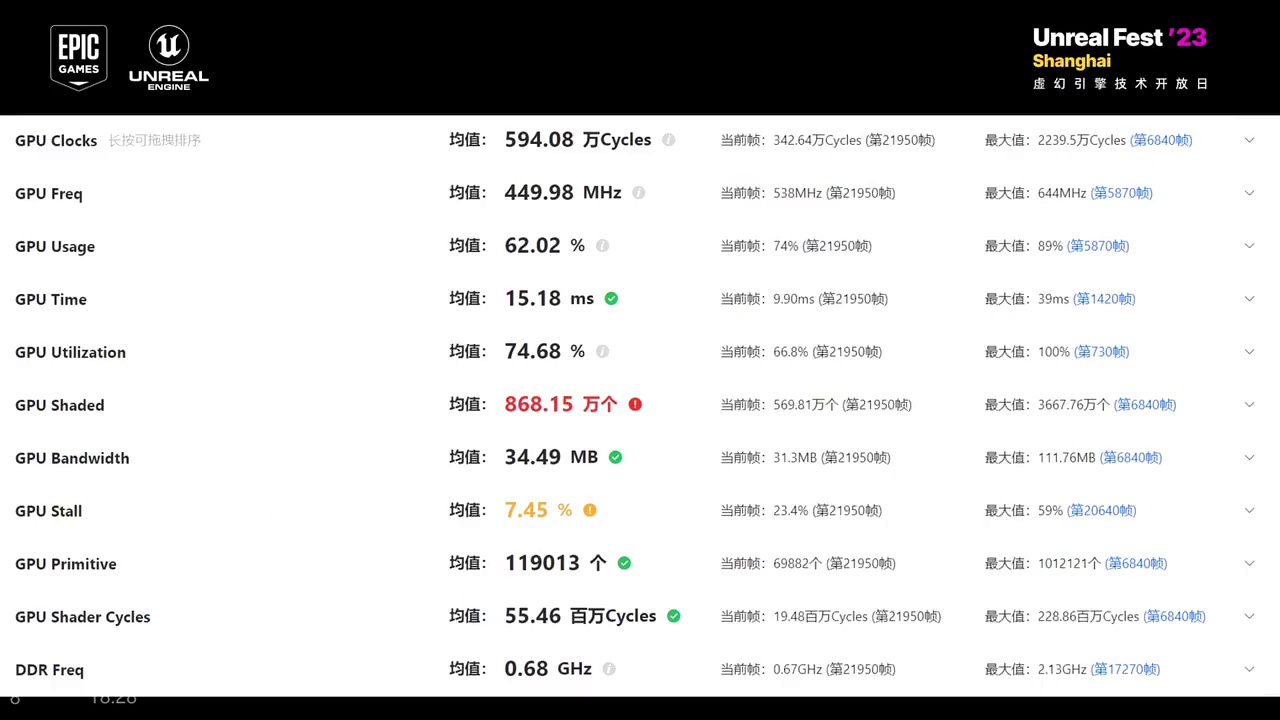 EPIC GAMES
UNREAL ENGINE
Unreal Fest '23
Shanghai
虚幻引擎技术开放日
GPU Clocks 长按可拖拽排序 均值: 594.08 万Cycles 当前帧: 342.64万Cycles (第21950帧) 最大值: 2239.5万Cycles (第6840帧)
GPU Freq 均值: 449.98 MHz 当前帧: 538MHz (第21950帧) 最大值: 644MHz (第5870帧)
GPU Usage 均值: 62.02 % 当前帧: 74% (第21950帧) 最大值: 89% (第5870帧)
GPU Time 均值: 15.18 ms 当前帧: 9.90ms (第21950帧) 最大值: 39ms (第1420帧)
GPU Utilization 均值: 74.68 % 当前帧: 66.8% (第21950帧) 最大值: 100% (第730帧)
GPU Shaded 均值: 868.15 万个 当前帧: 569.81万个 (第21950帧) 最大值: 3667.76万个 (第6840帧)
GPU Bandwidth 均值: 34.49 MB 当前帧: 31.3MB (第21950帧) 最大值: 111.76MB (第6840帧)
GPU Stall 均值: 7.45 % 当前帧: 23.4% (第21950帧) 最大值: 59% (第20640帧)
GPU Primitive 均值: 119013 个 当前帧: 69882个 (第21950帧) 最大值: 1012121个 (第6840帧)
GPU Shader Cycles 均值: 55.46 百万Cycles 当前帧: 19.48百万Cycles (第21950帧) 最大值: 228.86百万Cycles (第6840帧)
DDR Freq 均值: 0.68 GHz 当前帧: 0.67GHz (第21950帧) 最大值: 2.13GHz (第17270帧)